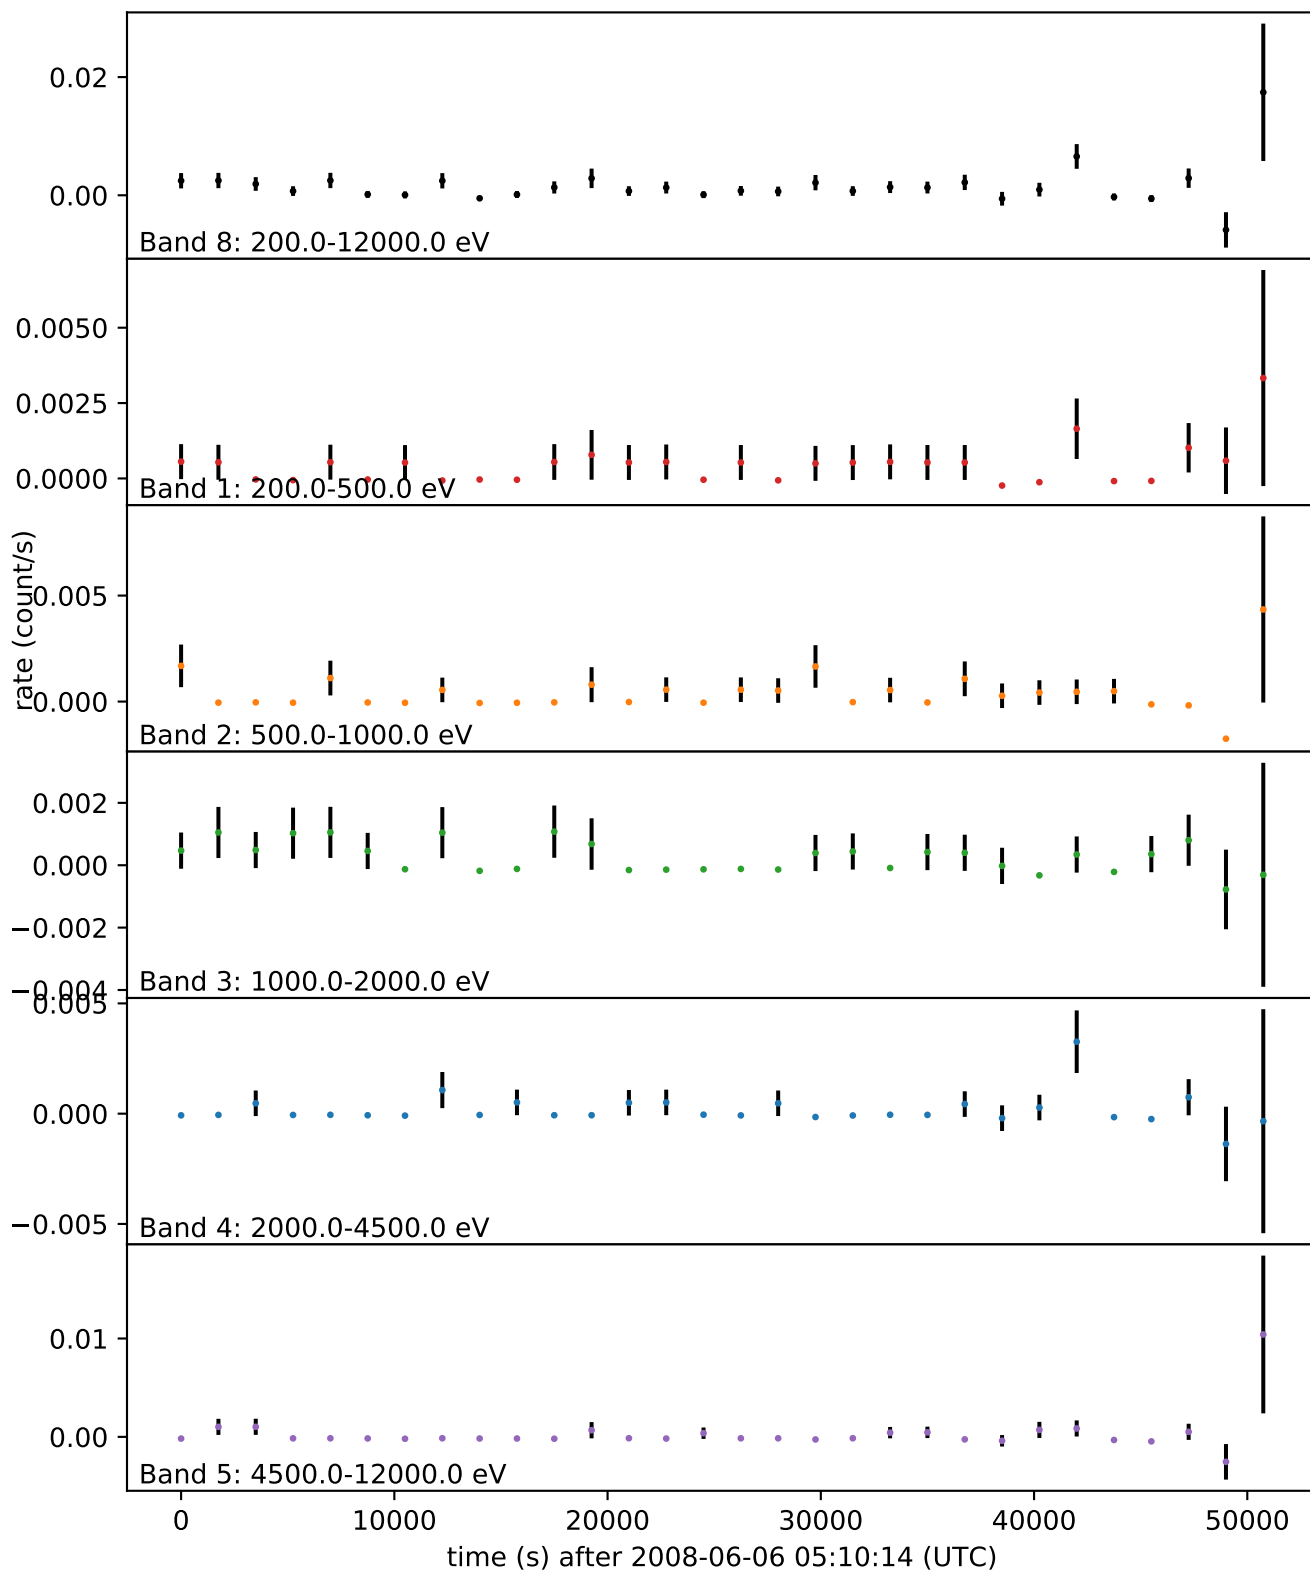 0.02
0.00
Band 8: 200.0-12000.0 eV
0.0050
0.0025
0.0000
Band 1: 200.0-500.0 eV
rate (count/s)
0.005
0.000
Band 2: 500.0-1000.0 eV
0.002
0.000
−0.002
−0.004
Band 3: 1000.0-2000.0 eV
0.005
0.000
−0.005
Band 4: 2000.0-4500.0 eV
0.01
0.00
Band 5: 4500.0-12000.0 eV
0 10000 20000 30000 40000 50000
time (s) after 2008-06-06 05:10:14 (UTC)